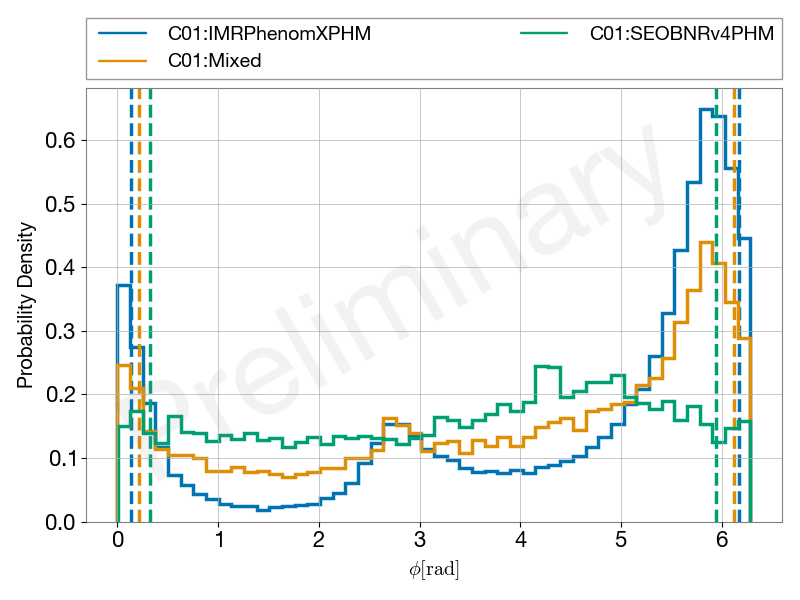 C01:IMRPhenomXPHM
C01:Mixed
C01:SEOBNRv4PHM
Preliminary
Probability Density
0.6
0.5
0.4
0.3
0.2
0.1
0.0
0 1 2 3 4 5 6
ϕ[rad]